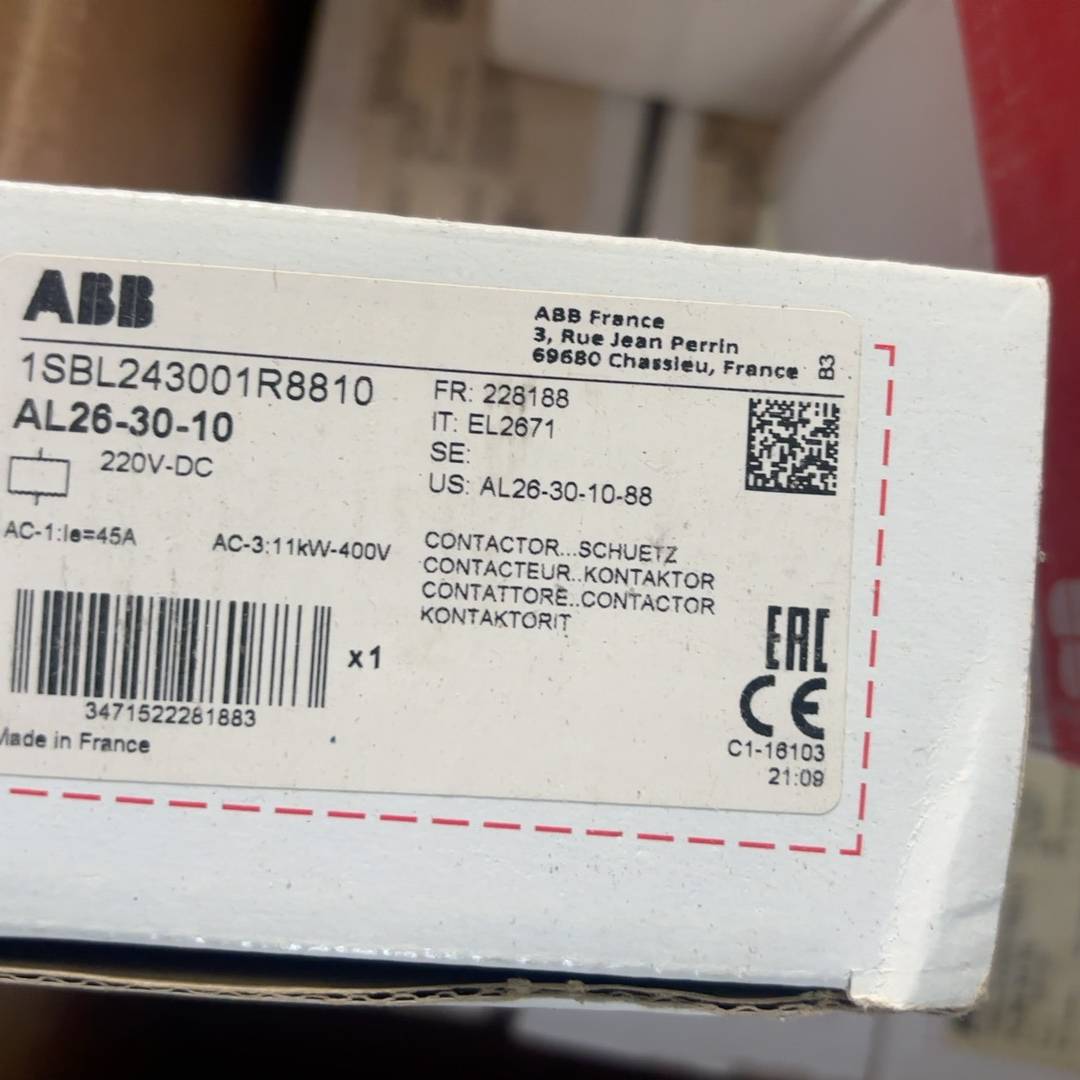 ABB
ABB France
3, Rue Jean Perrin
69680 Chassieu, France
B3
1SBL243001R8810
AL26-30-10
220V-DC
FR: 228188
IT: EL2671
SE:
US: AL26-30-10-88
AC-1:Ie=45A
AC-3:11kW-400V
CONTACTOR...SCHUETZ
CONTACTEUR..KONTAKTOR
CONTATTORE..CONTACTOR
KONTAKTORIT
x1
3471522281883
Made in France
EAC
CE
C1-16103
21:09